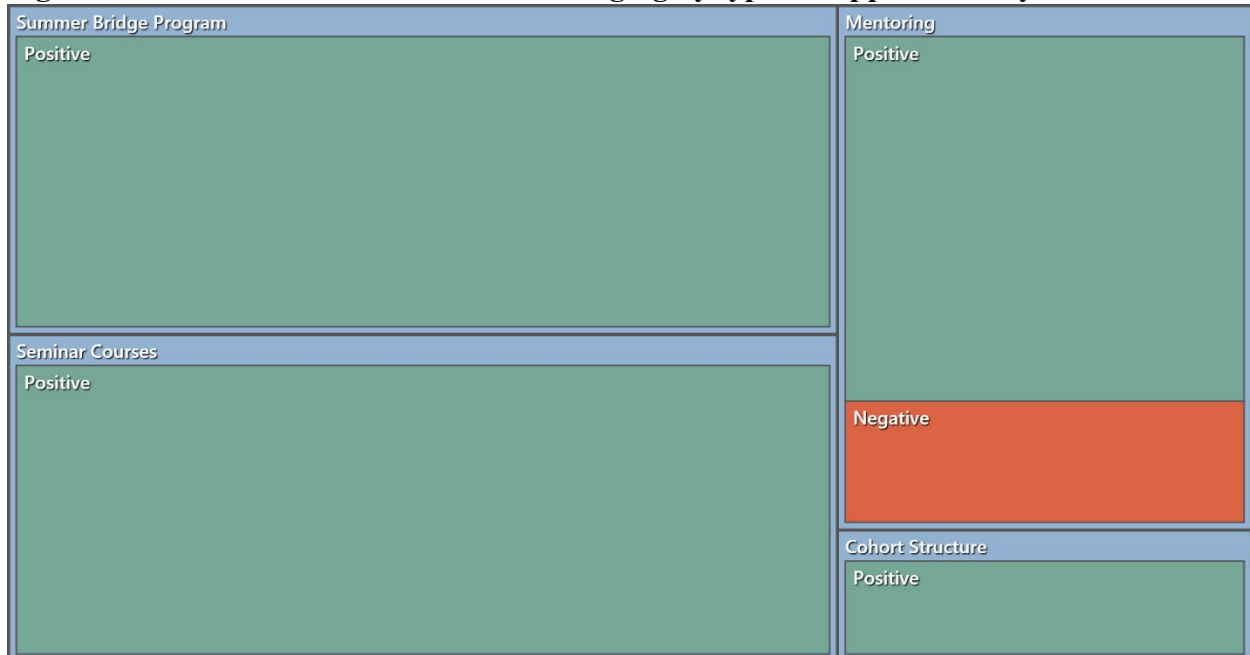 Summer Bridge Program
Positive
Seminar Courses
Positive
Mentoring
Positive
Negative
Cohort Structure
Positive